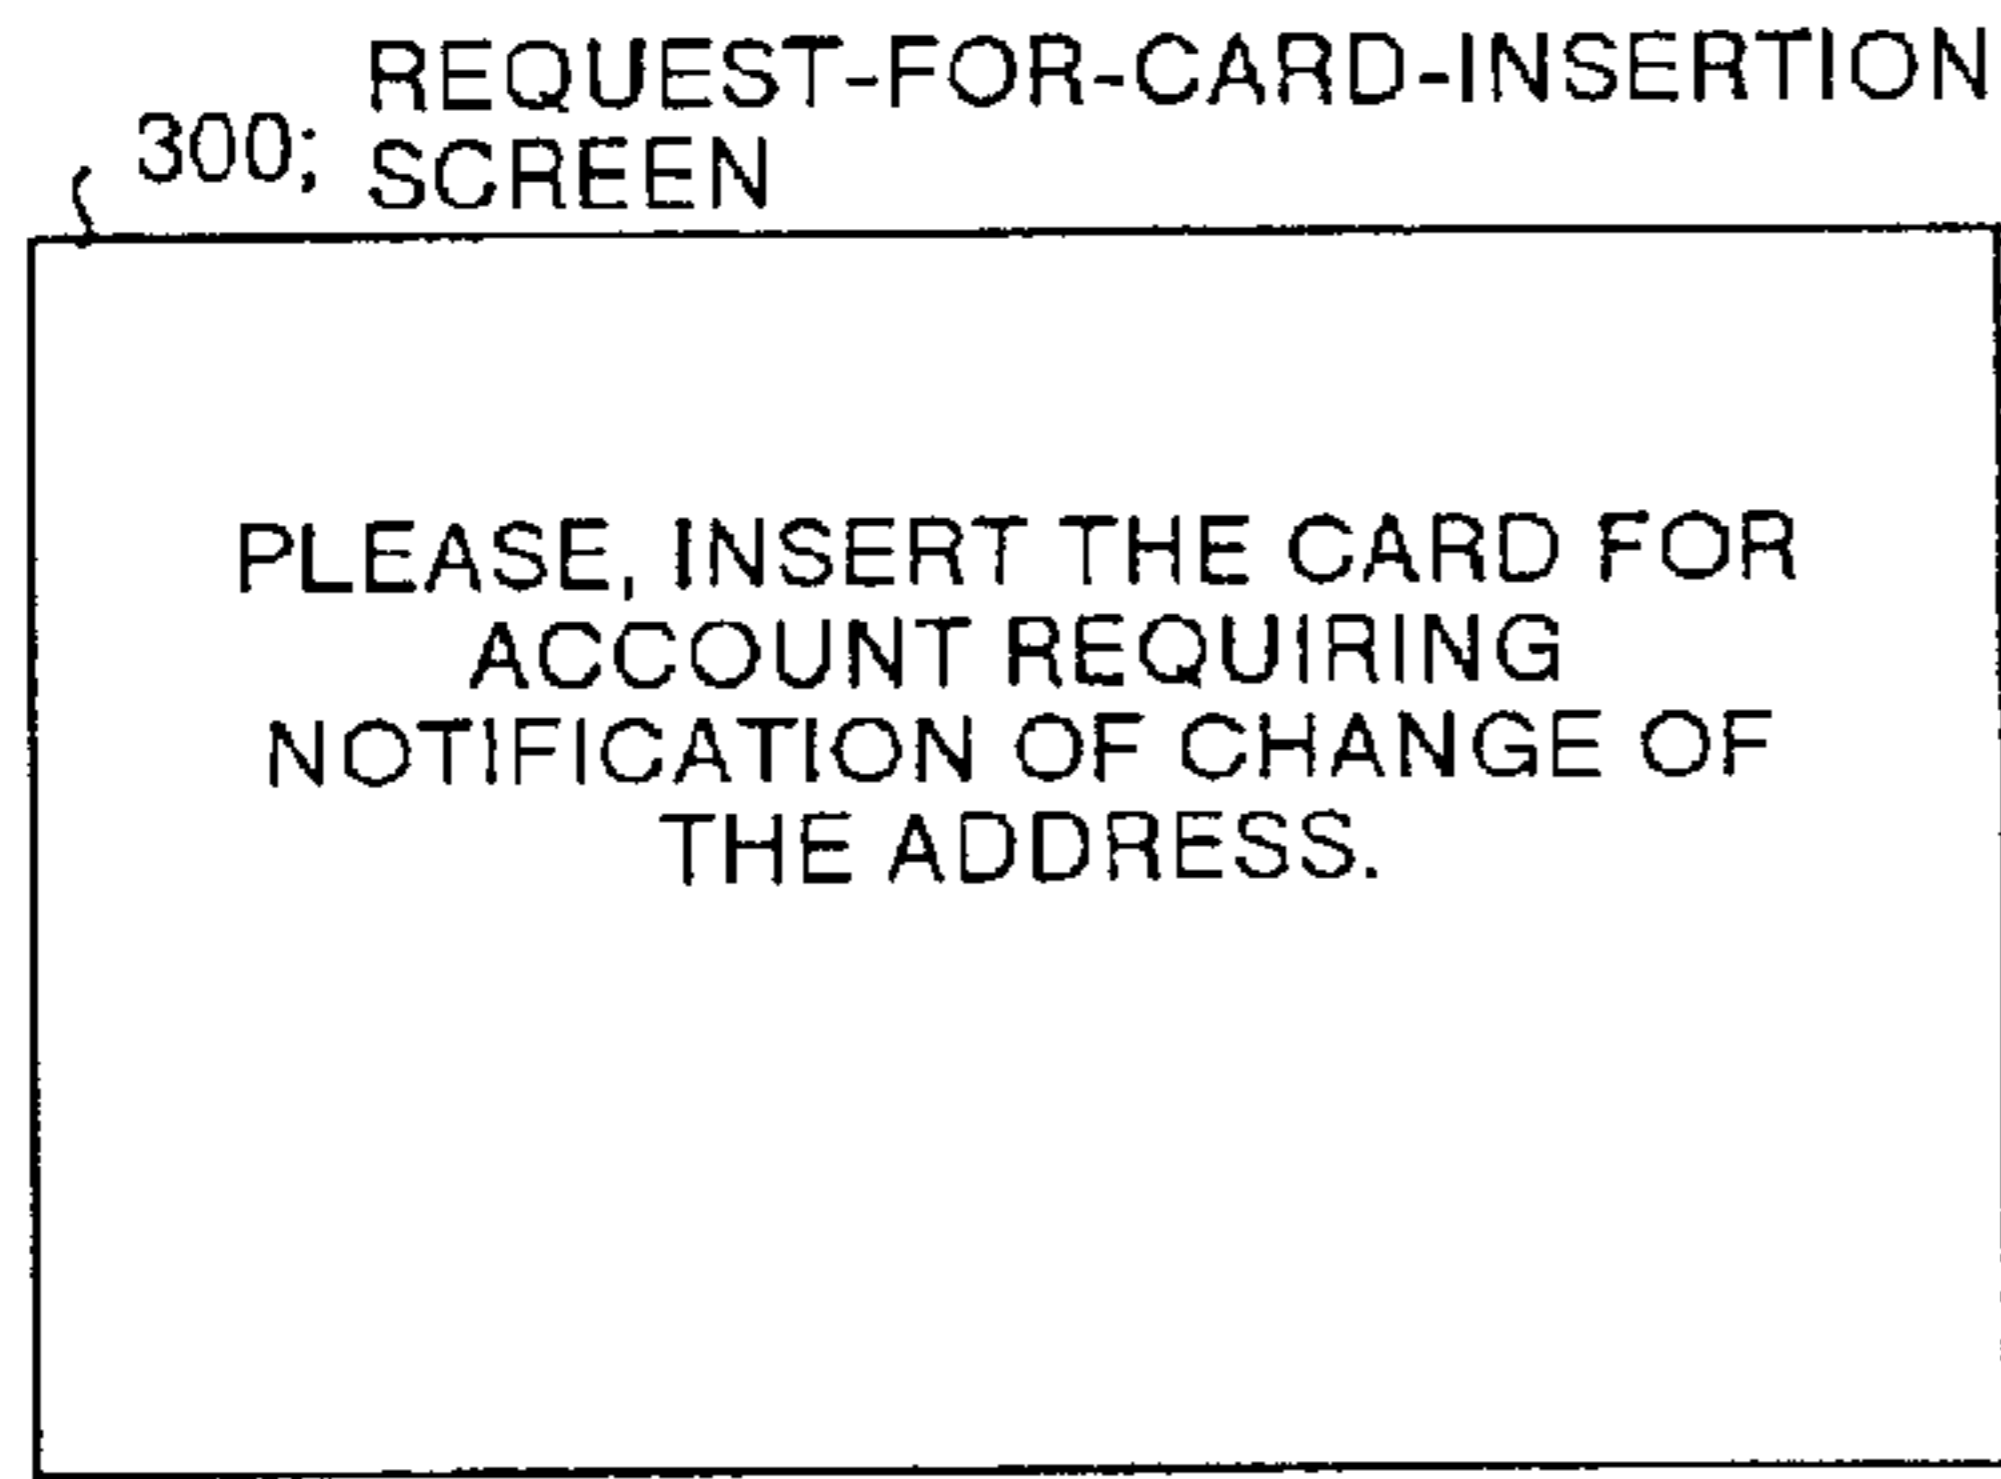 REQUEST-FOR-CARD-INSERTION
300; SCREEN
PLEASE, INSERT THE CARD FOR
ACCOUNT REQUIRING
NOTIFICATION OF CHANGE OF
THE ADDRESS.